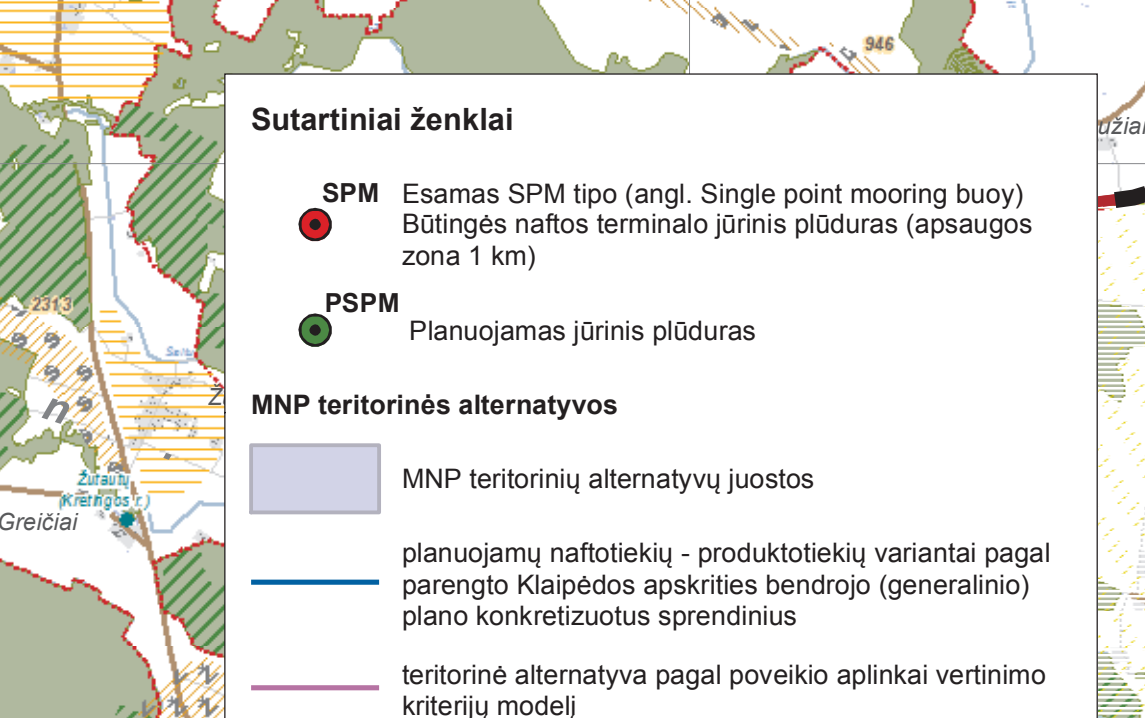 946
užiai
Sutartiniai ženklai
SPM
Esamas SPM tipo (angl. Single point mooring buoy)
Būtingės naftos terminalo jūrinis plūduras (apsaugos
zona 1 km)
PSPM
Planuojamas jūrinis plūduras
2313
MNP teritorinės alternatyvos
n
MNP teritorinių alternatyvų juostos
Žutautų
(Kretingos r.)
Greičiai
planuojamų naftotiekių - produktotiekių variantai pagal
parengto Klaipėdos apskrities bendrojo (generalinio)
plano konkretizuotus sprendinius
teritorinė alternatyva pagal poveikio aplinkai vertinimo
kriterijų modelį